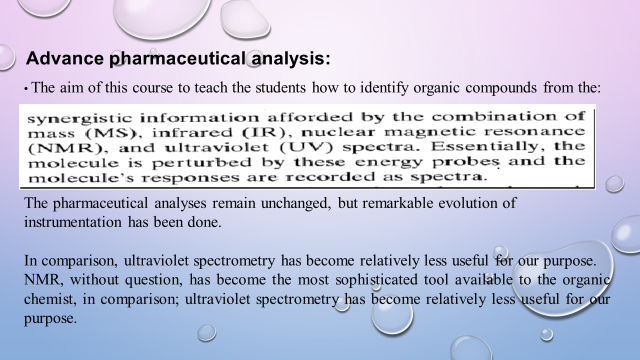 Advance pharmaceutical analysis:
• The aim of this course to teach the students how to identify organic compounds from the:
synergistic information afforded by the combination of
mass (MS), infrared (IR), nuclear magnetic resonance
(NMR), and ultraviolet (UV) spectra. Essentially, the
molecule is perturbed by these energy probes and the
molecule's responses are recorded as spectra.
The pharmaceutical analyses remain unchanged, but remarkable evolution of
instrumentation has been done.
In comparison, ultraviolet spectrometry has become relatively less useful for our purpose.
NMR, without question, has become the most sophisticated tool available to the organic
chemist, in comparison; ultraviolet spectrometry has become relatively less useful for our
purpose.